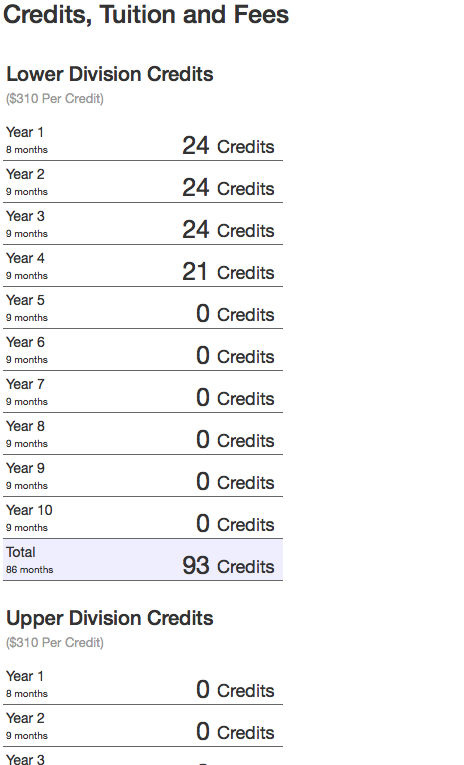 Credits, Tuition and Fees
Lower Division Credits
($310 Per Credit)
Year 1
8 months
24 Credits
Year 2
9 months
24 Credits
Year 3
9 months
24 Credits
Year 4
9 months
21 Credits
Year 5
9 months
0 Credits
Year 6
9 months
0 Credits
Year 7
9 months
0 Credits
Year 8
9 months
0 Credits
Year 9
9 months
0 Credits
Year 10
9 months
0 Credits
Total
86 months
93 Credits
Upper Division Credits
($310 Per Credit)
Year 1
8 months
0 Credits
Year 2
9 months
0 Credits
Year 3